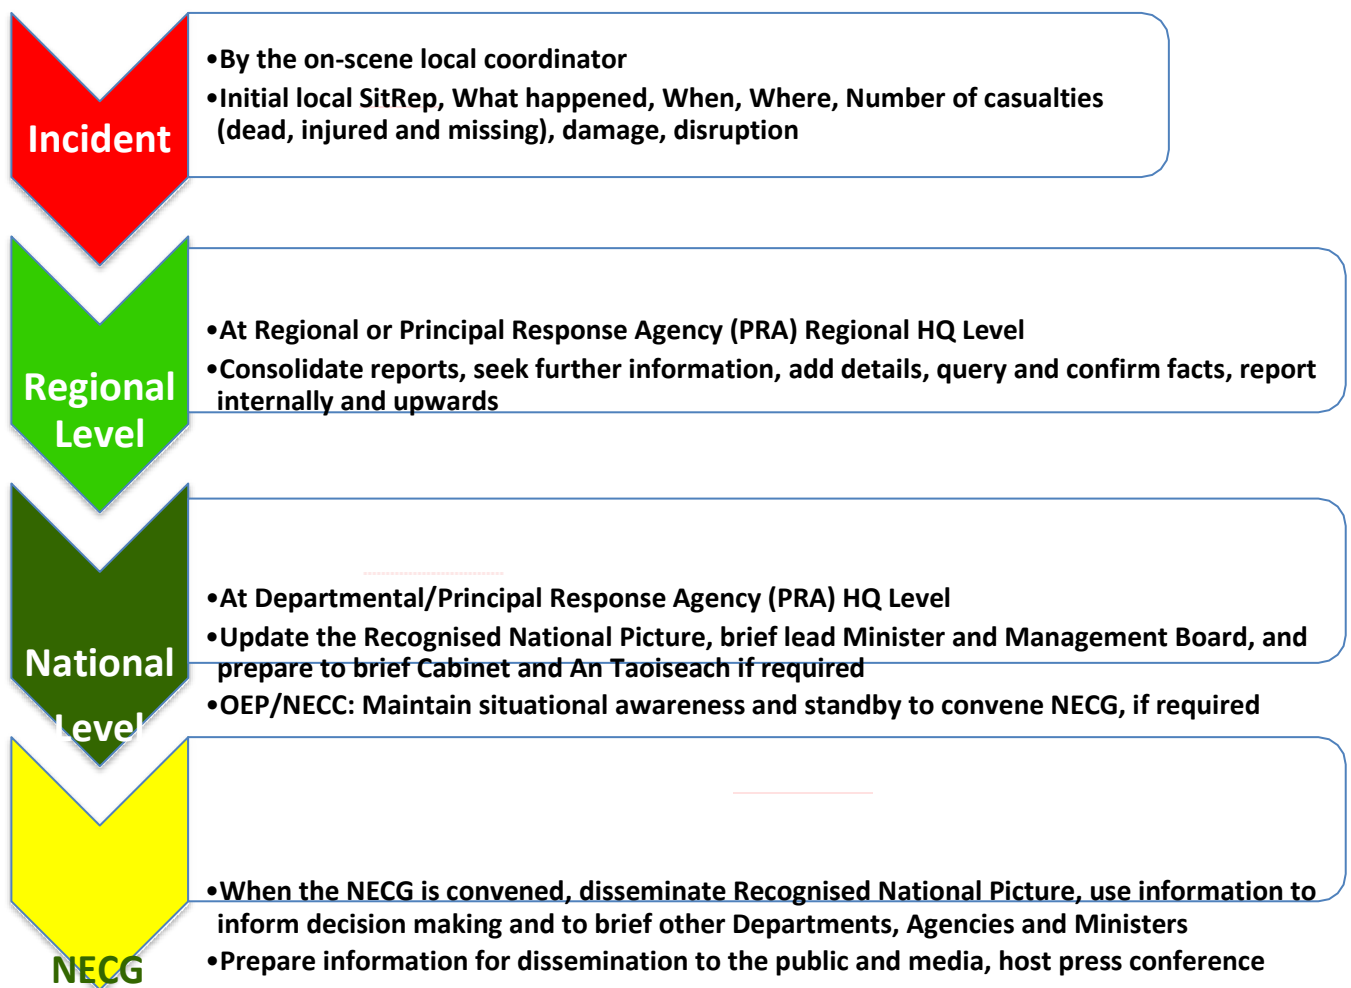 Incident
•By the on-scene local coordinator
•Initial local SitRep, What happened, When, Where, Number of casualties
(dead, injured and missing), damage, disruption
Regional
Level
•At Regional or Principal Response Agency (PRA) Regional HQ Level
•Consolidate reports, seek further information, add details, query and confirm facts, report
internally and upwards
National
Level
•At Departmental/Principal Response Agency (PRA) HQ Level
•Update the Recognised National Picture, brief lead Minister and Management Board, and
prepare to brief Cabinet and An Taoiseach if required
•OEP/NECC: Maintain situational awareness and standby to convene NECG, if required
NECG
•When the NECG is convened, disseminate Recognised National Picture, use information to
inform decision making and to brief other Departments, Agencies and Ministers
•Prepare information for dissemination to the public and media, host press conference